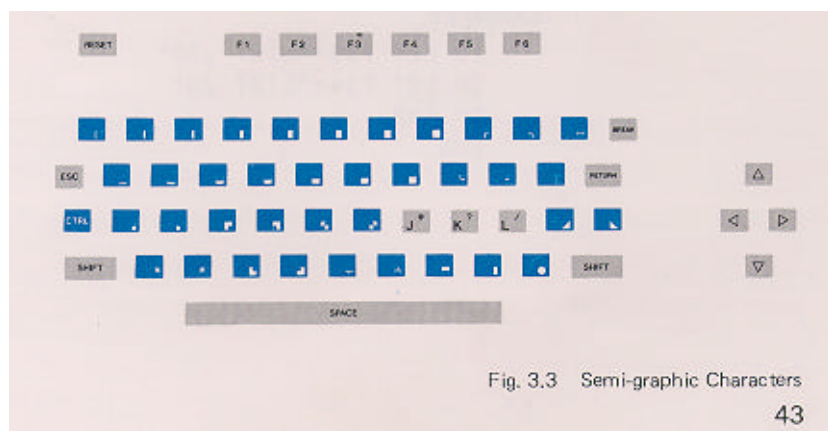 RESET F1 F2 F3 F4 F5 F6
BREAK
ESC RETURN
CTRL J * K ? L /
SHIFT SHIFT
SPACE
Fig. 3.3 Semi-graphic Characters
43